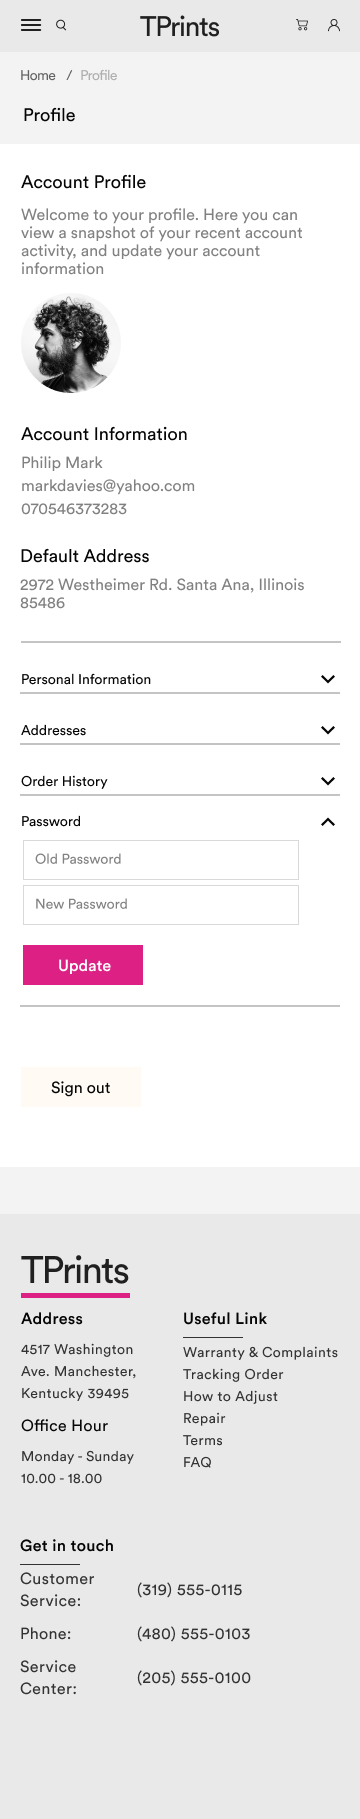 TPrints
Home / Profile
Profile
Account Profile
Welcome to your profile. Here you can
view a snapshot of your recent account
activity, and update your account
information
Account Information
Philip Mark
markdavies@yahoo.com
070546373283
Default Address
2972 Westheimer Rd. Santa Ana, Illinois
85486
Personal Information
Addresses
Order History
Password
Old Password
New Password
Update
Sign out
TPrints
Address
4517 Washington
Ave. Manchester,
Kentucky 39495
Office Hour
Monday - Sunday
10.00 - 18.00
Useful Link
Warranty & Complaints
Tracking Order
How to Adjust
Repair
Terms
FAQ
Get in touch
Customer
Service:
(319) 555-0115
Phone:
(480) 555-0103
Service
Center:
(205) 555-0100